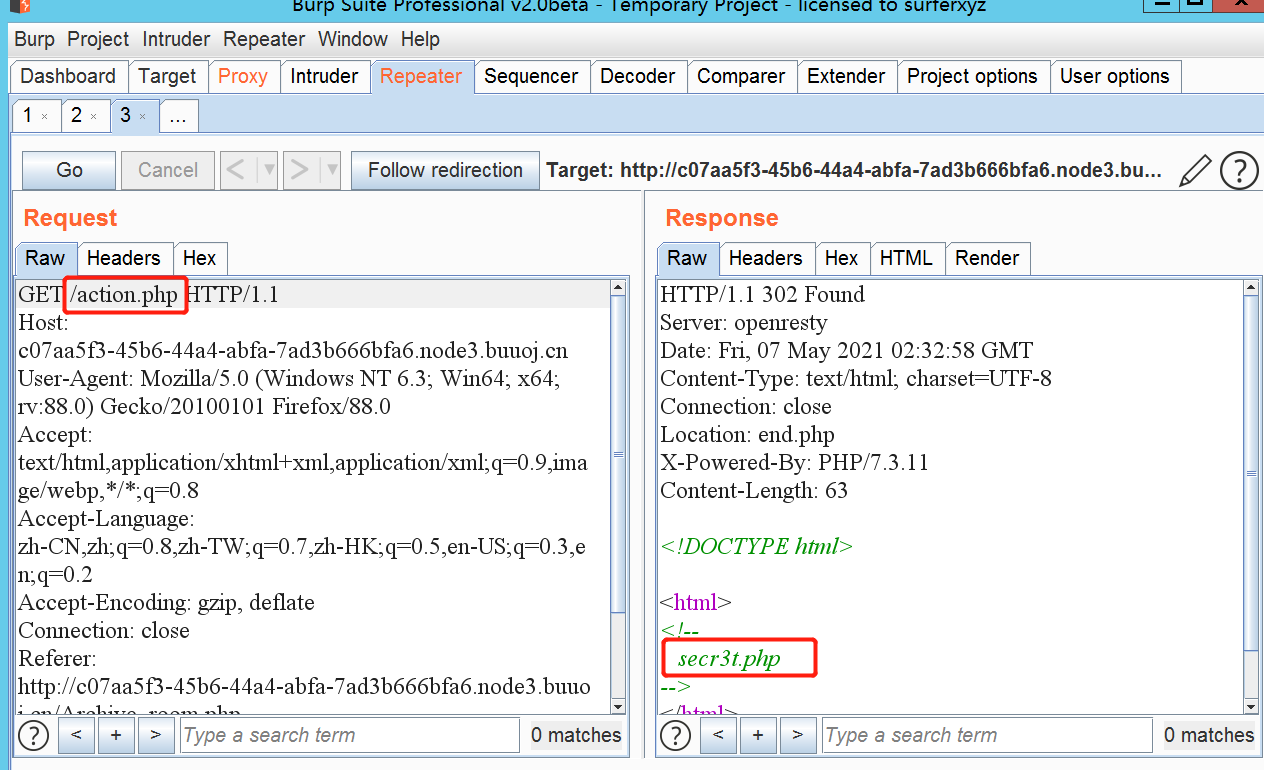 Burp Suite Professional v2.0beta - Temporary Project - licensed to surferxyz
Burp Project Intruder Repeater Window Help
Dashboard Target Proxy Intruder Repeater Sequencer Decoder Comparer Extender Project options User options
1 × 2 × 3 × ...
Go Cancel < ▼ > ▼ Follow redirection Target: http://c07aa5f3-45b6-44a4-abfa-7ad3b666bfa6.node3.bu...
Request
Raw Headers Hex
GET /action.php HTTP/1.1
Host:
c07aa5f3-45b6-44a4-abfa-7ad3b666bfa6.node3.buuoj.cn
User-Agent: Mozilla/5.0 (Windows NT 6.3; Win64; x64;
rv:88.0) Gecko/20100101 Firefox/88.0
Accept:
text/html,application/xhtml+xml,application/xml;q=0.9,ima
ge/webp,*/*;q=0.8
Accept-Language:
zh-CN,zh;q=0.8,zh-TW;q=0.7,zh-HK;q=0.5,en-US;q=0.3,e
n;q=0.2
Accept-Encoding: gzip, deflate
Connection: close
Referer:
http://c07aa5f3-45b6-44a4-abfa-7ad3b666bfa6.node3.buuo
j.cn/Archive_room.php
? < + > Type a search term 0 matches
Response
Raw Headers Hex HTML Render
HTTP/1.1 302 Found
Server: openresty
Date: Fri, 07 May 2021 02:32:58 GMT
Content-Type: text/html; charset=UTF-8
Connection: close
Location: end.php
X-Powered-By: PHP/7.3.11
Content-Length: 63
<!DOCTYPE html>
<html>
<!--
secr3t.php
-->
</html>
? < + > Type a search term 0 matches